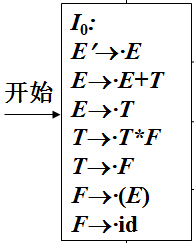 开始
I₀:
E′→·E
E→·E+T
E→·T
T→·T*F
T→·F
F→·(E)
F→·id